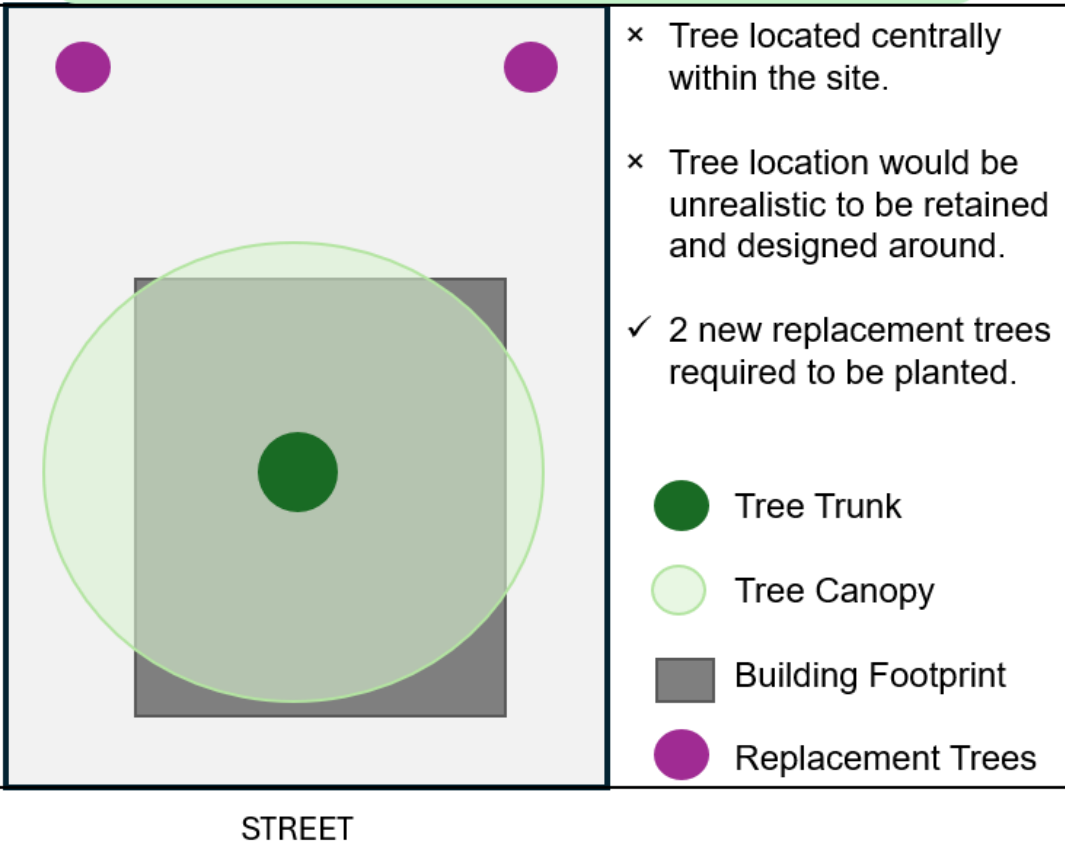 × Tree located centrally
within the site.
× Tree location would be
unrealistic to be retained
and designed around.
✓ 2 new replacement trees
required to be planted.
Tree Trunk
Tree Canopy
Building Footprint
Replacement Trees
STREET